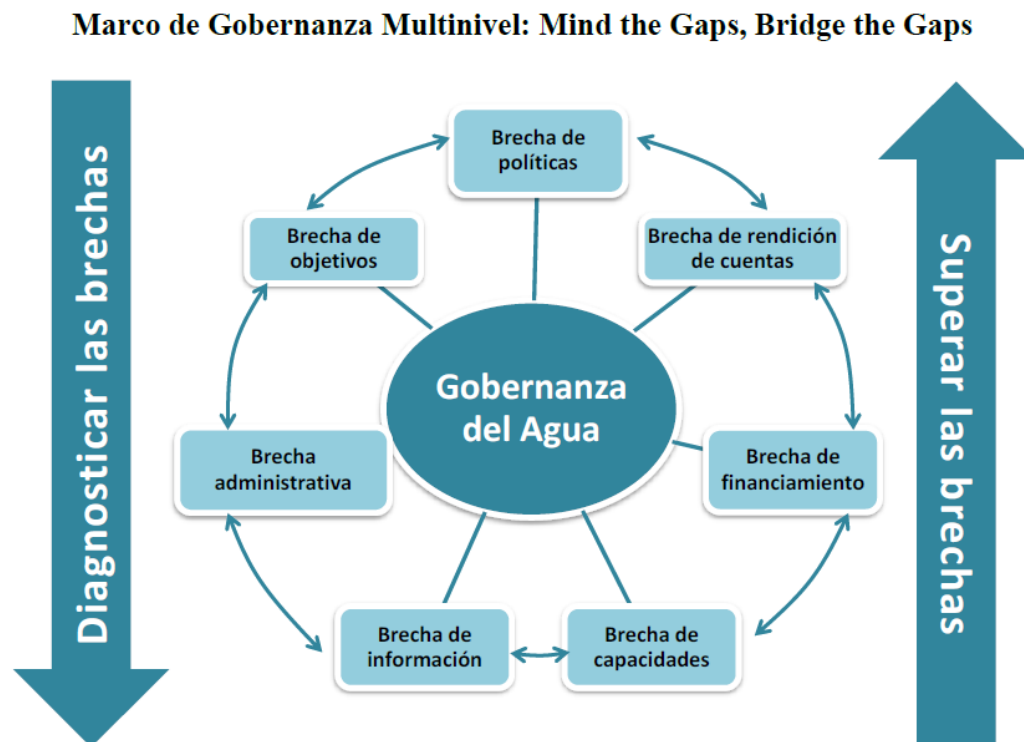 Marco de Gobernanza Multinivel: Mind the Gaps, Bridge the Gaps
Diagnosticar las brechas
Brecha de
políticas
Brecha de
objetivos
Brecha de rendición
de cuentas
Gobernanza
del Agua
Brecha
administrativa
Brecha de
financiamiento
Brecha de
información
Brecha de
capacidades
Superar las brechas